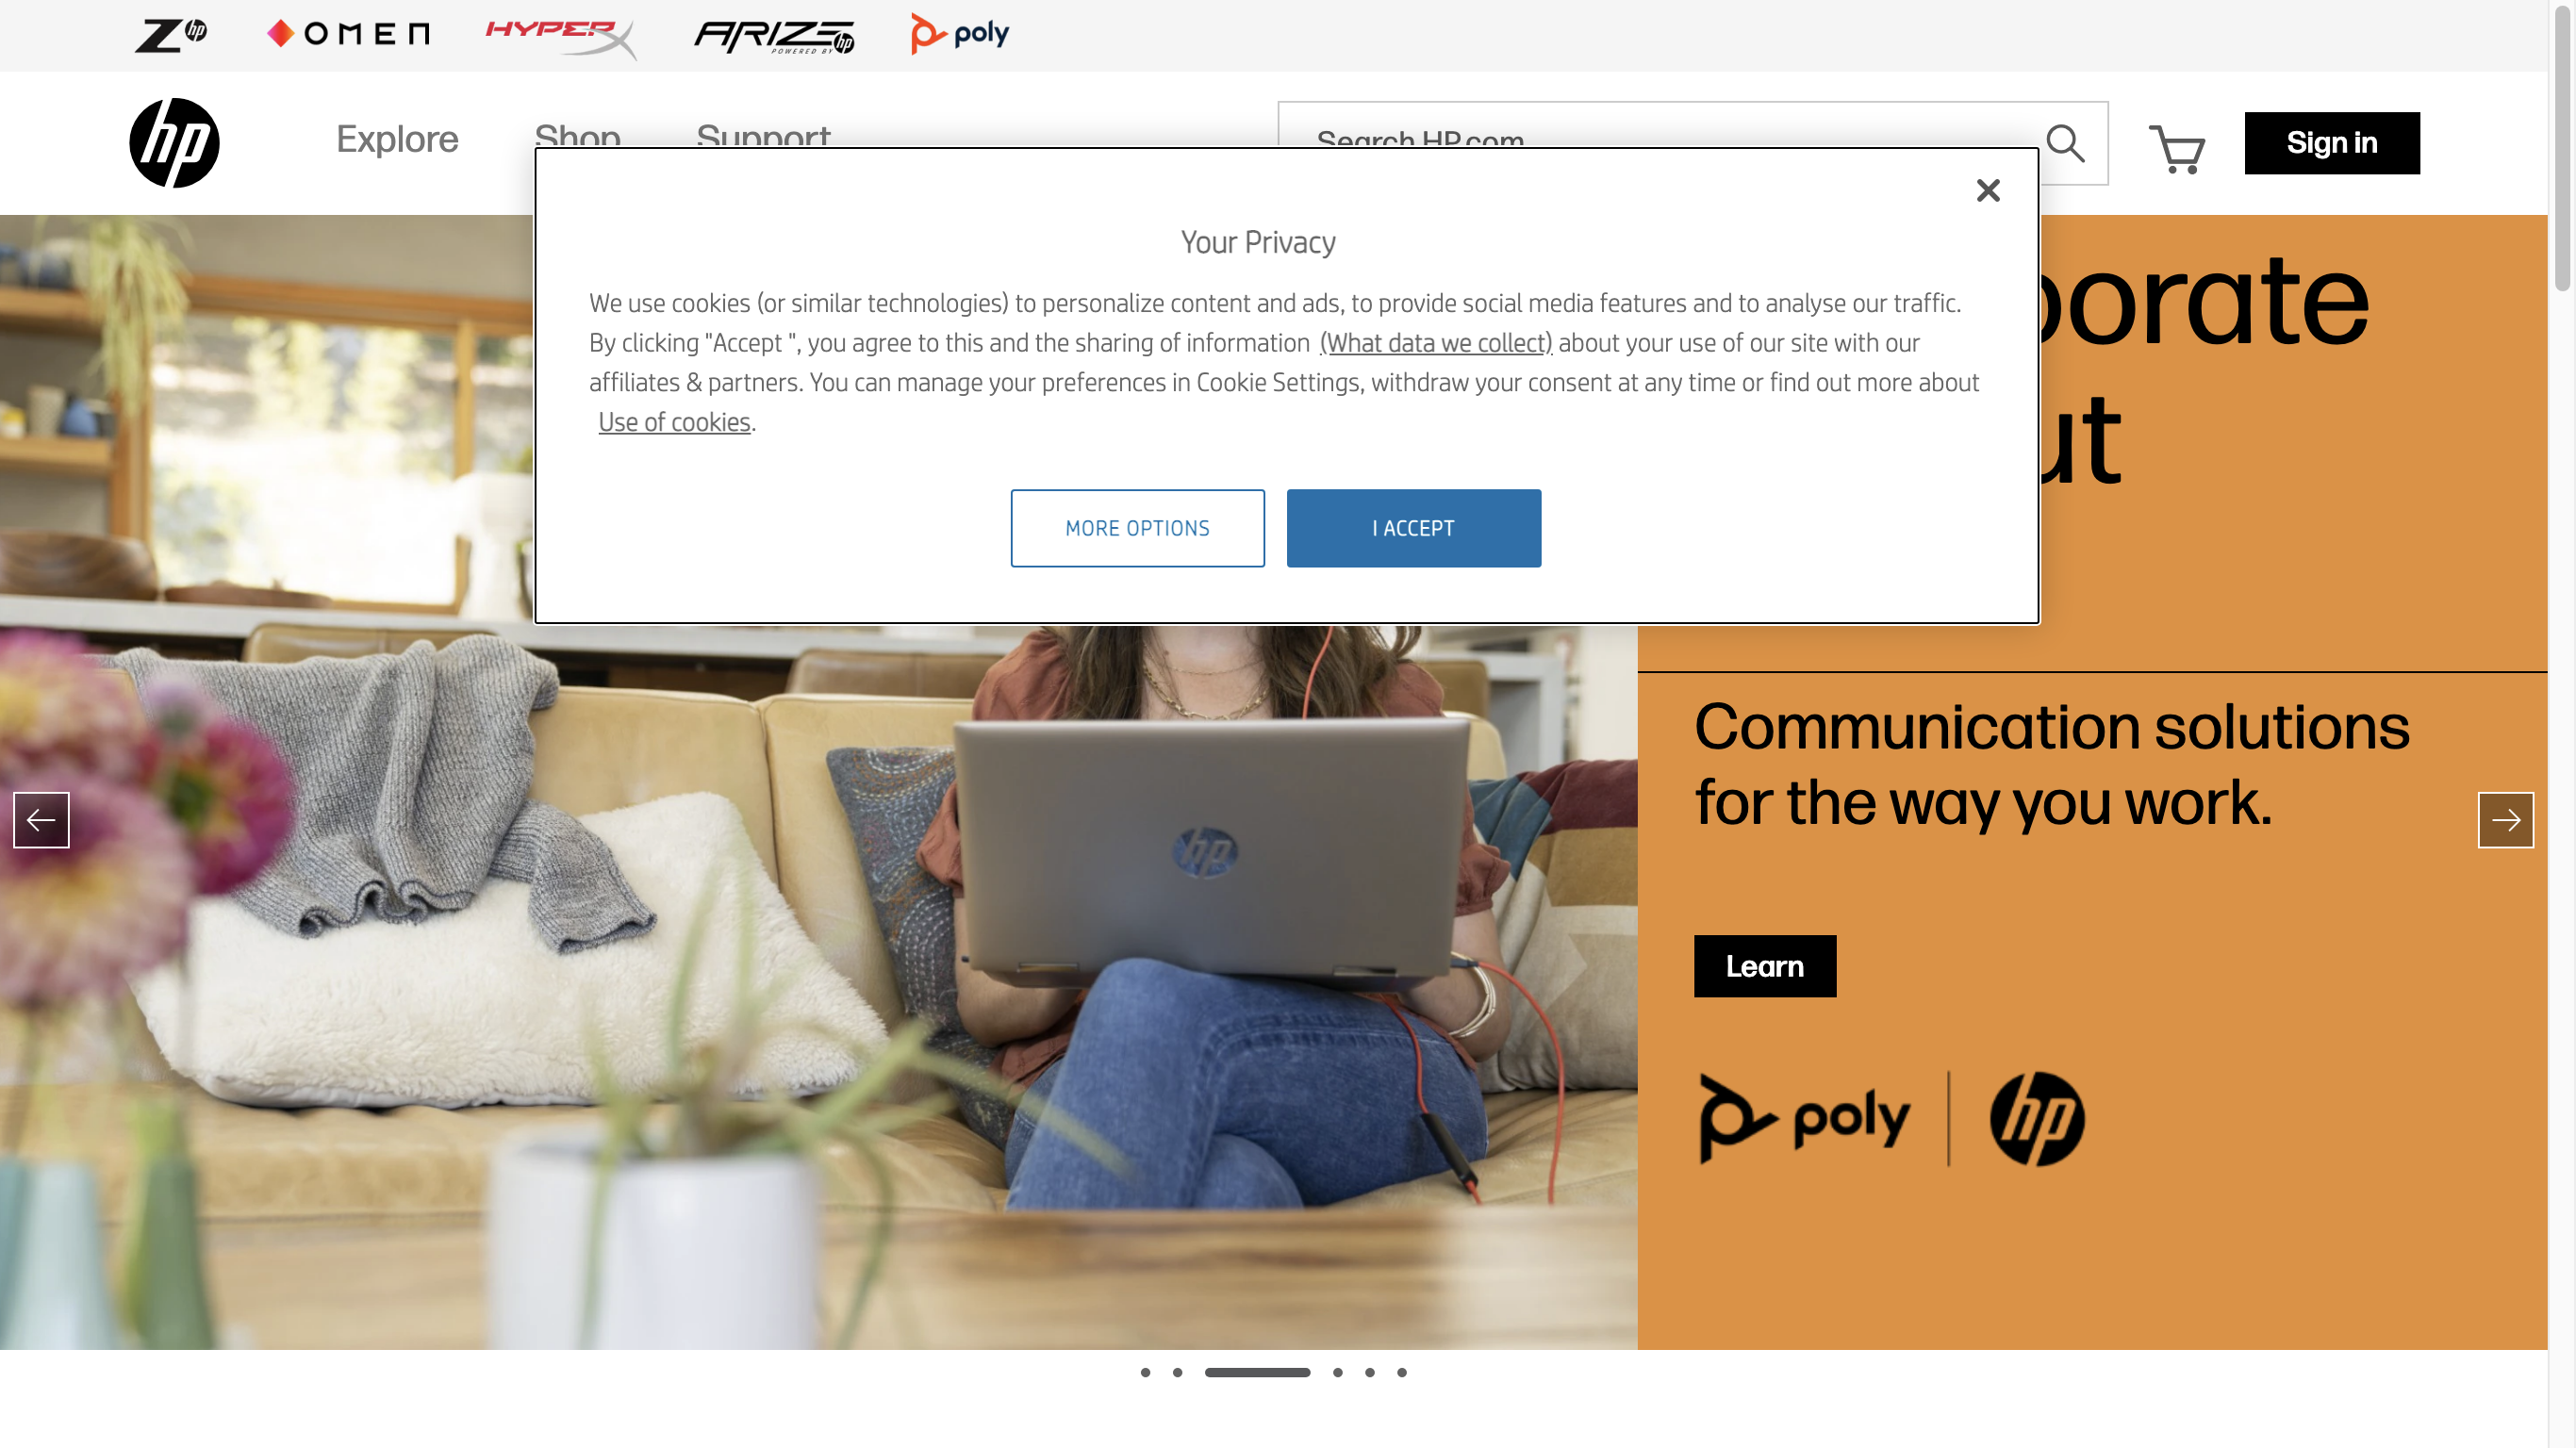 Z hp
OMEN
HYPERX
ARIZE hp
POWERED BY
poly
hp
Explore
Shop
Support
Search HP.com
Sign in
Your Privacy
We use cookies (or similar technologies) to personalize content and ads, to provide social media features and to analyse our traffic.
By clicking "Accept ", you agree to this and the sharing of information (What data we collect) about your use of our site with our
affiliates & partners. You can manage your preferences in Cookie Settings, withdraw your consent at any time or find out more about
Use of cookies.
MORE OPTIONS
I ACCEPT
Communication solutions
for the way you work.
hp
Learn
poly | hp